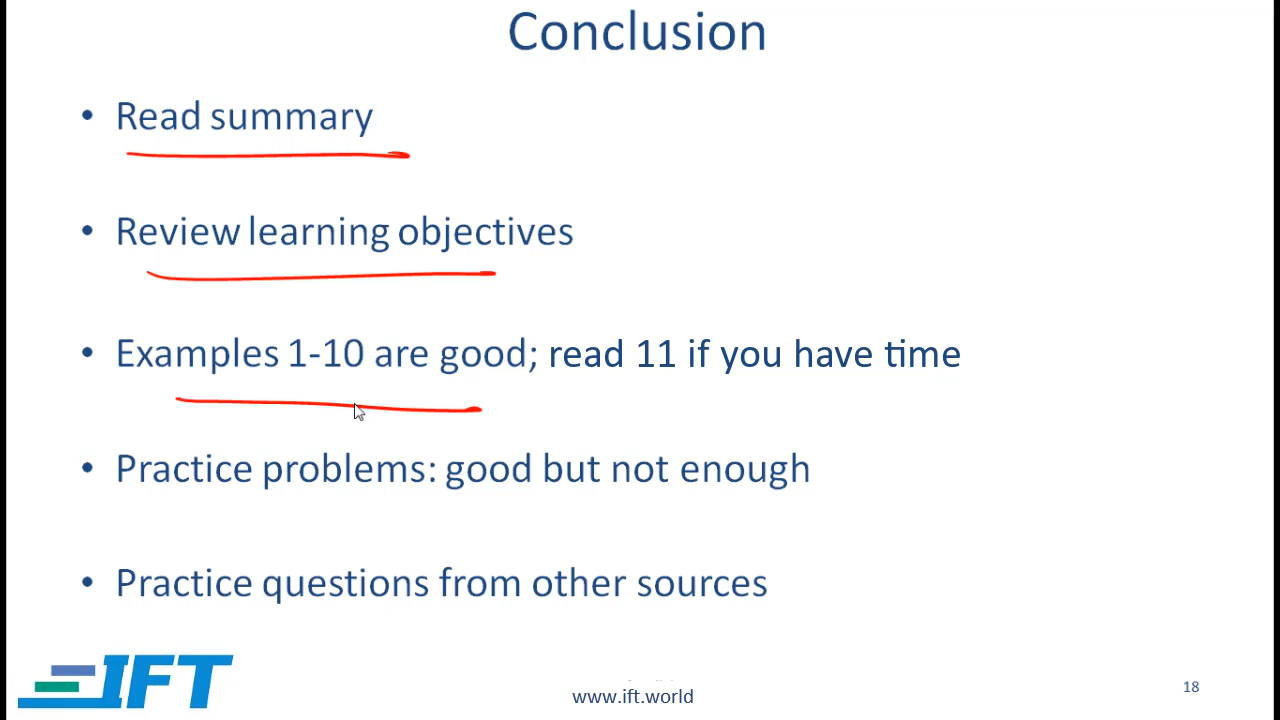 Conclusion
• Read summary
• Review learning objectives
• Examples 1-10 are good; read 11 if you have time
• Practice problems: good but not enough
• Practice questions from other sources
IFT
www.ift.world
18